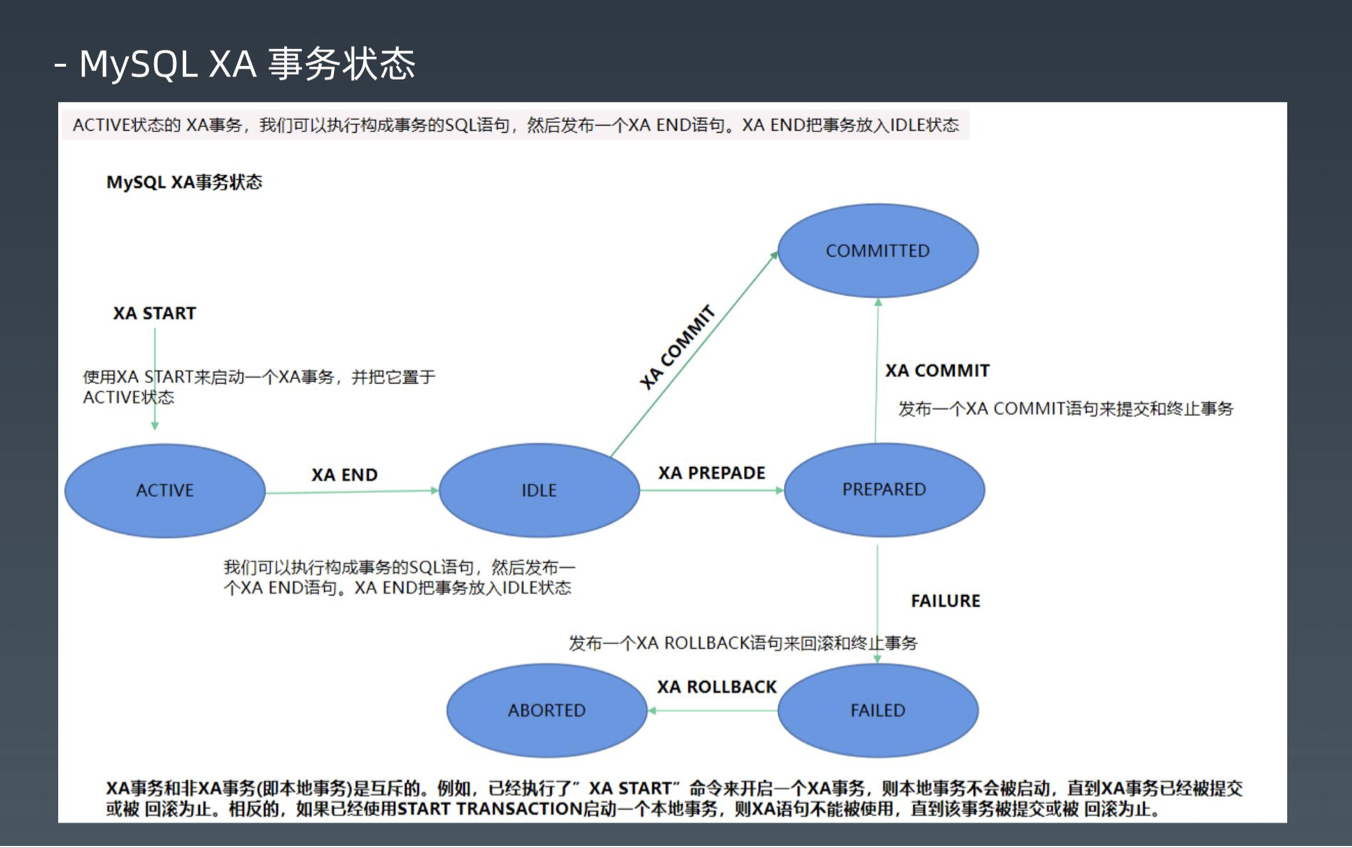 - MySQL XA 事务状态
ACTIVE状态的 XA事务，我们可以执行构成事务的SQL语句，然后发布一个XA END语句。XA END把事务放入IDLE状态
MySQL XA事务状态
COMMITTED
XA START
XA COMMIT
XA COMMIT
使用XA START来启动一个XA事务，并把它置于
ACTIVE状态
发布一个XA COMMIT语句来提交和终止事务
ACTIVE
XA END
IDLE
XA PREPADE
PREPARED
我们可以执行构成事务的SQL语句，然后发布一
个XA END语句。XA END把事务放入IDLE状态
FAILURE
发布一个XA ROLLBACK语句来回滚和终止事务
ABORTED
XA ROLLBACK
FAILED
XA事务和非XA事务(即本地事务)是互斥的。例如，已经执行了”XA START”命令来开启一个XA事务，则本地事务不会被启动，直到XA事务已经被提交
或被 回滚为止。相反的，如果已经使用START TRANSACTION启动一个本地事务，则XA语句不能被使用，直到该事务被提交或被 回滚为止。